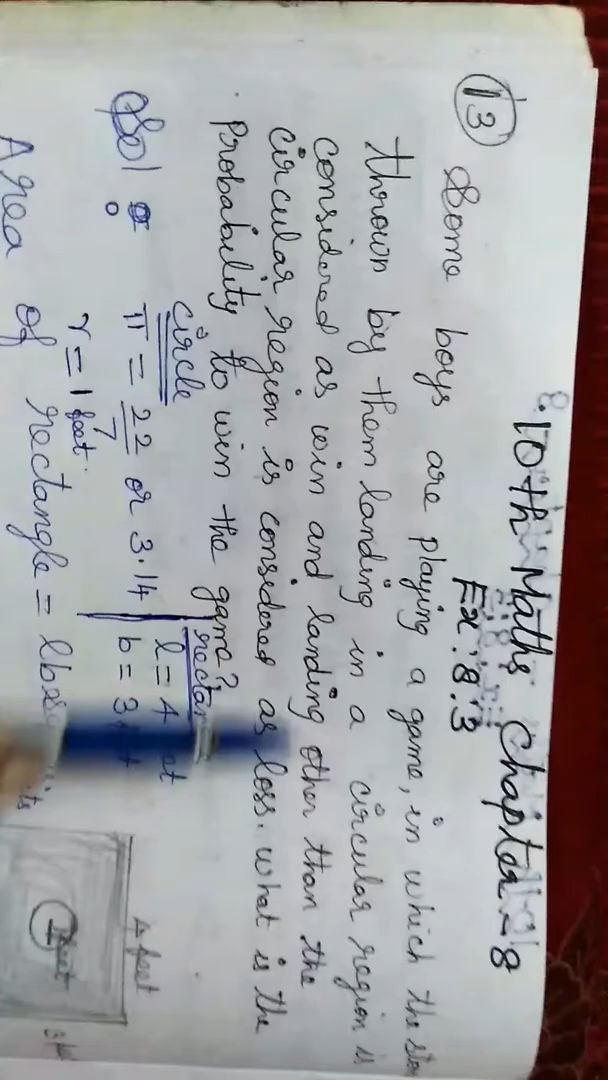 10th Maths Chapter - 8
Ex: 8.3
13 Some boys are playing a game, in which the
thrown by them landing in a circular region is
considered as win and landing other than the
circular region is considered as loss. what is the
Probability to win the game?
Sol:
circle
π = 22/7 or 3.14
r = 1 feet.
l = 4
b = 3
Area of rectangle = lb
4 feet
1 feet
3